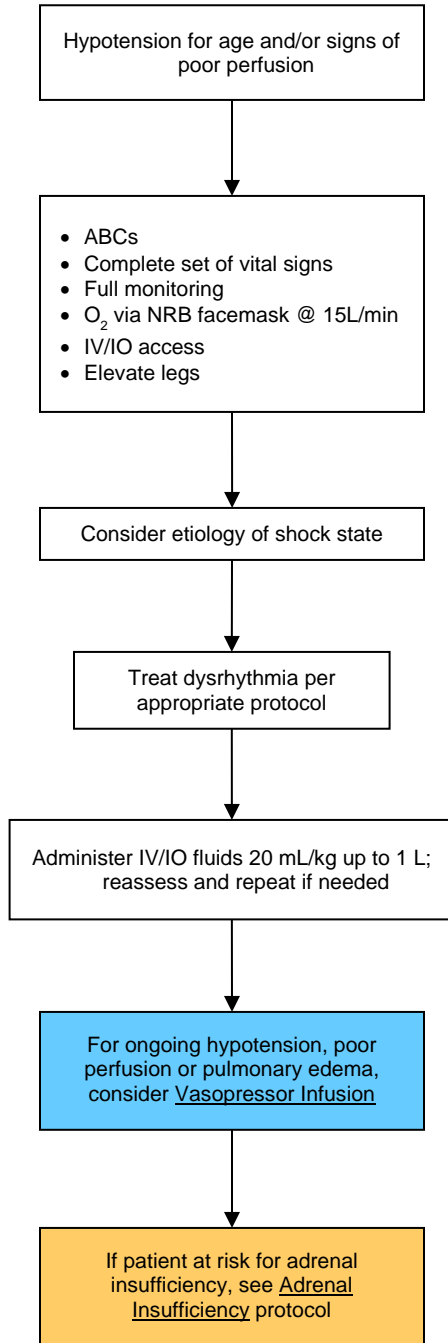 Hypotension for age and/or signs of
poor perfusion
• ABCs
• Complete set of vital signs
• Full monitoring
• O2 via NRB facemask @ 15L/min
• IV/IO access
• Elevate legs
Consider etiology of shock state
Treat dysrhythmia per
appropriate protocol
Administer IV/IO fluids 20 mL/kg up to 1 L;
reassess and repeat if needed
For ongoing hypotension, poor
perfusion or pulmonary edema,
consider Vasopressor Infusion
If patient at risk for adrenal
insufficiency, see Adrenal
Insufficiency protocol